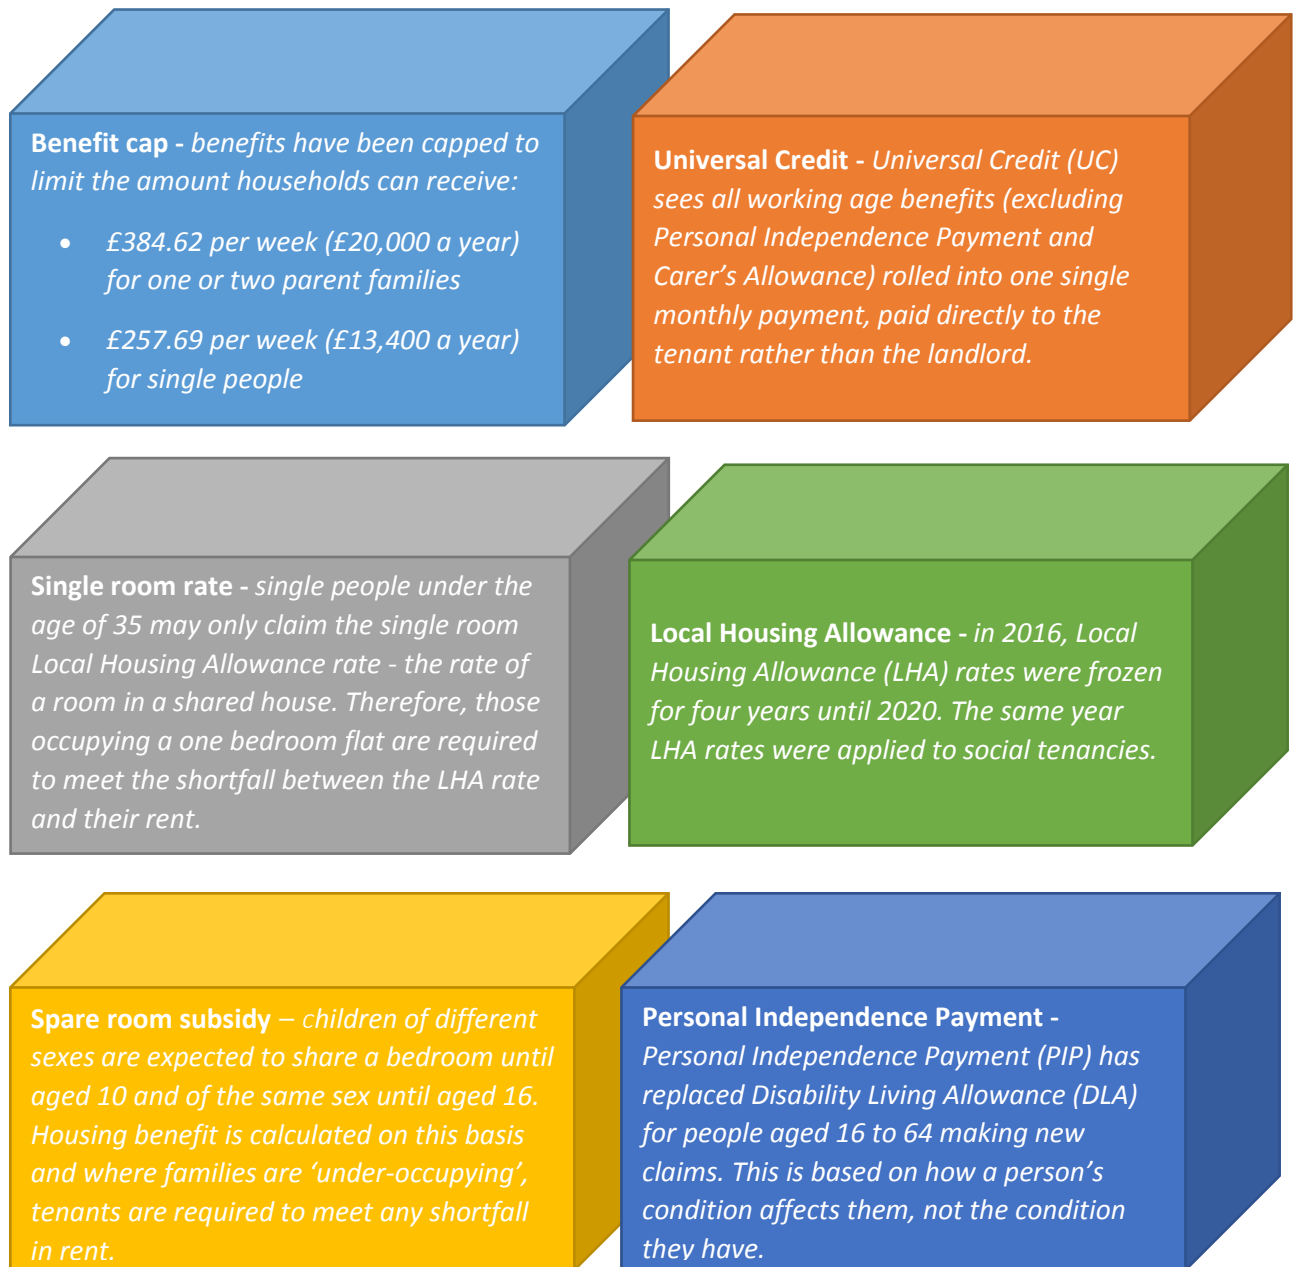 Benefit cap - benefits have been capped to
limit the amount households can receive:
• £384.62 per week (£20,000 a year)
for one or two parent families
• £257.69 per week (£13,400 a year)
for single people
Universal Credit - Universal Credit (UC)
sees all working age benefits (excluding
Personal Independence Payment and
Carer’s Allowance) rolled into one single
monthly payment, paid directly to the
tenant rather than the landlord.
Single room rate - single people under the
age of 35 may only claim the single room
Local Housing Allowance rate - the rate of
a room in a shared house. Therefore, those
occupying a one bedroom flat are required
to meet the shortfall between the LHA rate
and their rent.
Local Housing Allowance - in 2016, Local
Housing Allowance (LHA) rates were frozen
for four years until 2020. The same year
LHA rates were applied to social tenancies.
Spare room subsidy – children of different
sexes are expected to share a bedroom until
aged 10 and of the same sex until aged 16.
Housing benefit is calculated on this basis
and where families are ‘under-occupying’,
tenants are required to meet any shortfall
in rent.
Personal Independence Payment -
Personal Independence Payment (PIP) has
replaced Disability Living Allowance (DLA)
for people aged 16 to 64 making new
claims. This is based on how a person’s
condition affects them, not the condition
they have.